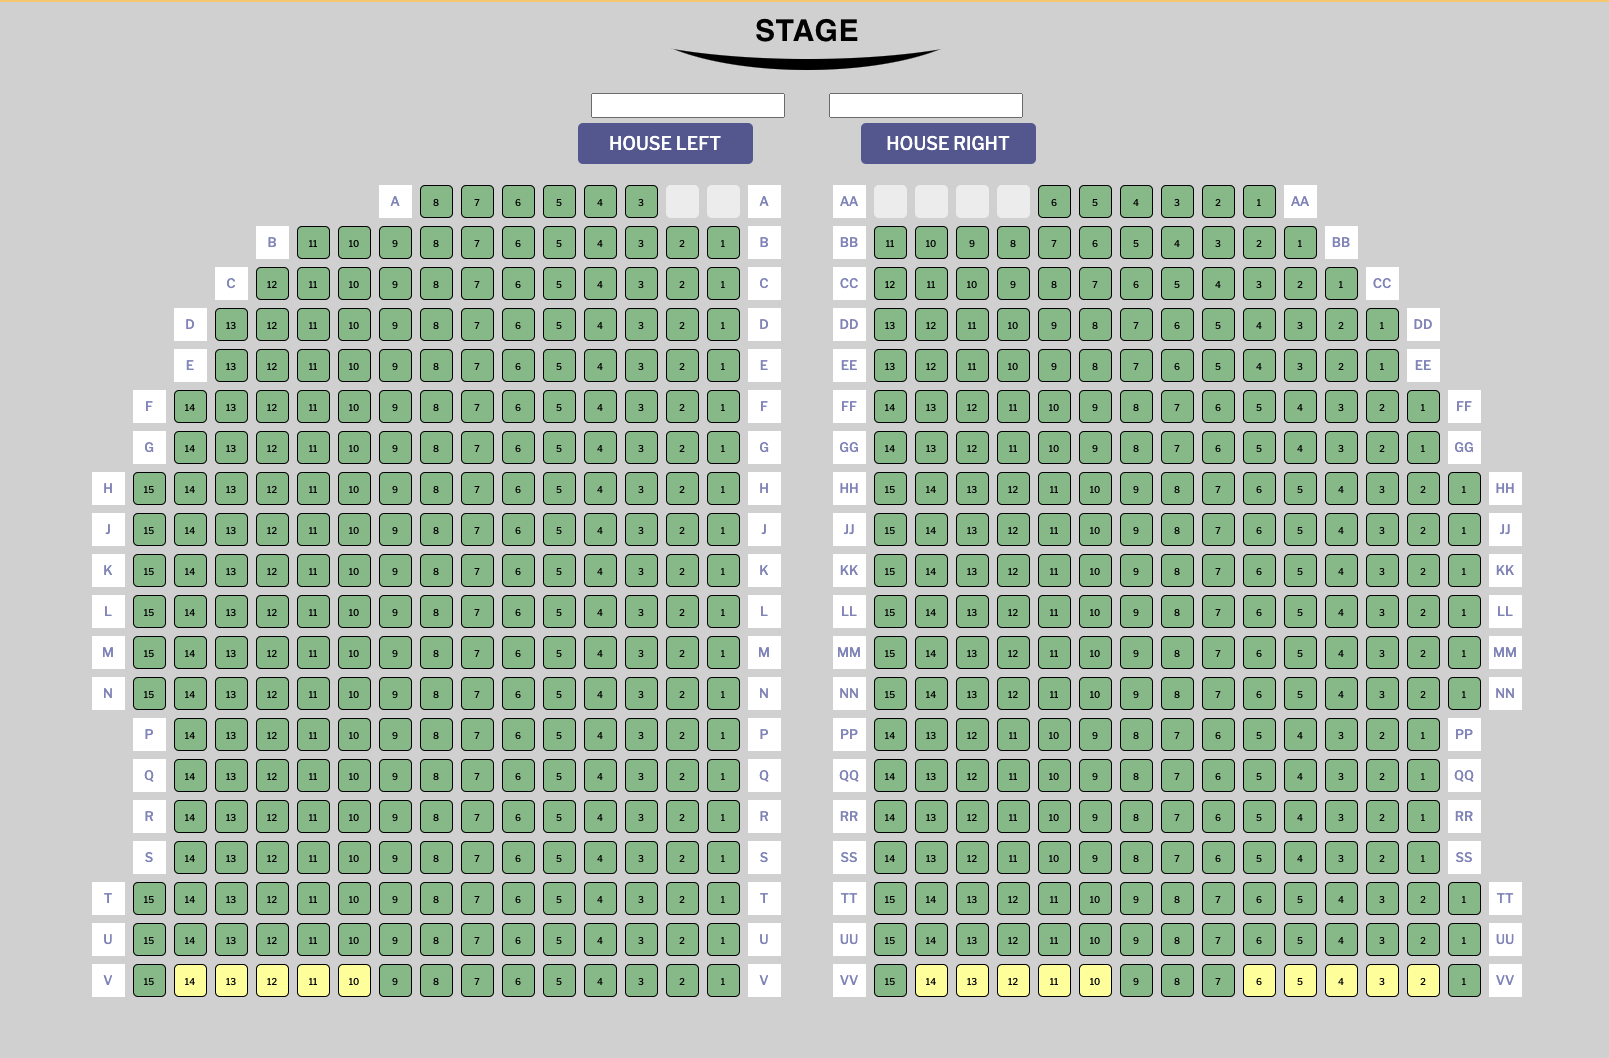 STAGE
HOUSE LEFT HOUSE RIGHT
A 8 7 6 5 4 3 A AA 6 5 4 3 2 1 AA
B 11 10 9 8 7 6 5 4 3 2 1 B BB 11 10 9 8 7 6 5 4 3 2 1 BB
C 12 11 10 9 8 7 6 5 4 3 2 1 C CC 12 11 10 9 8 7 6 5 4 3 2 1 CC
D 13 12 11 10 9 8 7 6 5 4 3 2 1 D DD 13 12 11 10 9 8 7 6 5 4 3 2 1 DD
E 13 12 11 10 9 8 7 6 5 4 3 2 1 E EE 13 12 11 10 9 8 7 6 5 4 3 2 1 EE
F 14 13 12 11 10 9 8 7 6 5 4 3 2 1 F FF 14 13 12 11 10 9 8 7 6 5 4 3 2 1 FF
G 14 13 12 11 10 9 8 7 6 5 4 3 2 1 G GG 14 13 12 11 10 9 8 7 6 5 4 3 2 1 GG
H 15 14 13 12 11 10 9 8 7 6 5 4 3 2 1 H HH 15 14 13 12 11 10 9 8 7 6 5 4 3 2 1 HH
J 15 14 13 12 11 10 9 8 7 6 5 4 3 2 1 J JJ 15 14 13 12 11 10 9 8 7 6 5 4 3 2 1 JJ
K 15 14 13 12 11 10 9 8 7 6 5 4 3 2 1 K KK 15 14 13 12 11 10 9 8 7 6 5 4 3 2 1 KK
L 15 14 13 12 11 10 9 8 7 6 5 4 3 2 1 L LL 15 14 13 12 11 10 9 8 7 6 5 4 3 2 1 LL
M 15 14 13 12 11 10 9 8 7 6 5 4 3 2 1 M MM 15 14 13 12 11 10 9 8 7 6 5 4 3 2 1 MM
N 15 14 13 12 11 10 9 8 7 6 5 4 3 2 1 N NN 15 14 13 12 11 10 9 8 7 6 5 4 3 2 1 NN
P 14 13 12 11 10 9 8 7 6 5 4 3 2 1 P PP 14 13 12 11 10 9 8 7 6 5 4 3 2 1 PP
Q 14 13 12 11 10 9 8 7 6 5 4 3 2 1 Q QQ 14 13 12 11 10 9 8 7 6 5 4 3 2 1 QQ
R 14 13 12 11 10 9 8 7 6 5 4 3 2 1 R RR 14 13 12 11 10 9 8 7 6 5 4 3 2 1 RR
S 14 13 12 11 10 9 8 7 6 5 4 3 2 1 S SS 14 13 12 11 10 9 8 7 6 5 4 3 2 1 SS
T 15 14 13 12 11 10 9 8 7 6 5 4 3 2 1 T TT 15 14 13 12 11 10 9 8 7 6 5 4 3 2 1 TT
U 15 14 13 12 11 10 9 8 7 6 5 4 3 2 1 U UU 15 14 13 12 11 10 9 8 7 6 5 4 3 2 1 UU
V 15 14 13 12 11 10 9 8 7 6 5 4 3 2 1 V VV 15 14 13 12 11 10 9 8 7 6 5 4 3 2 1 VV